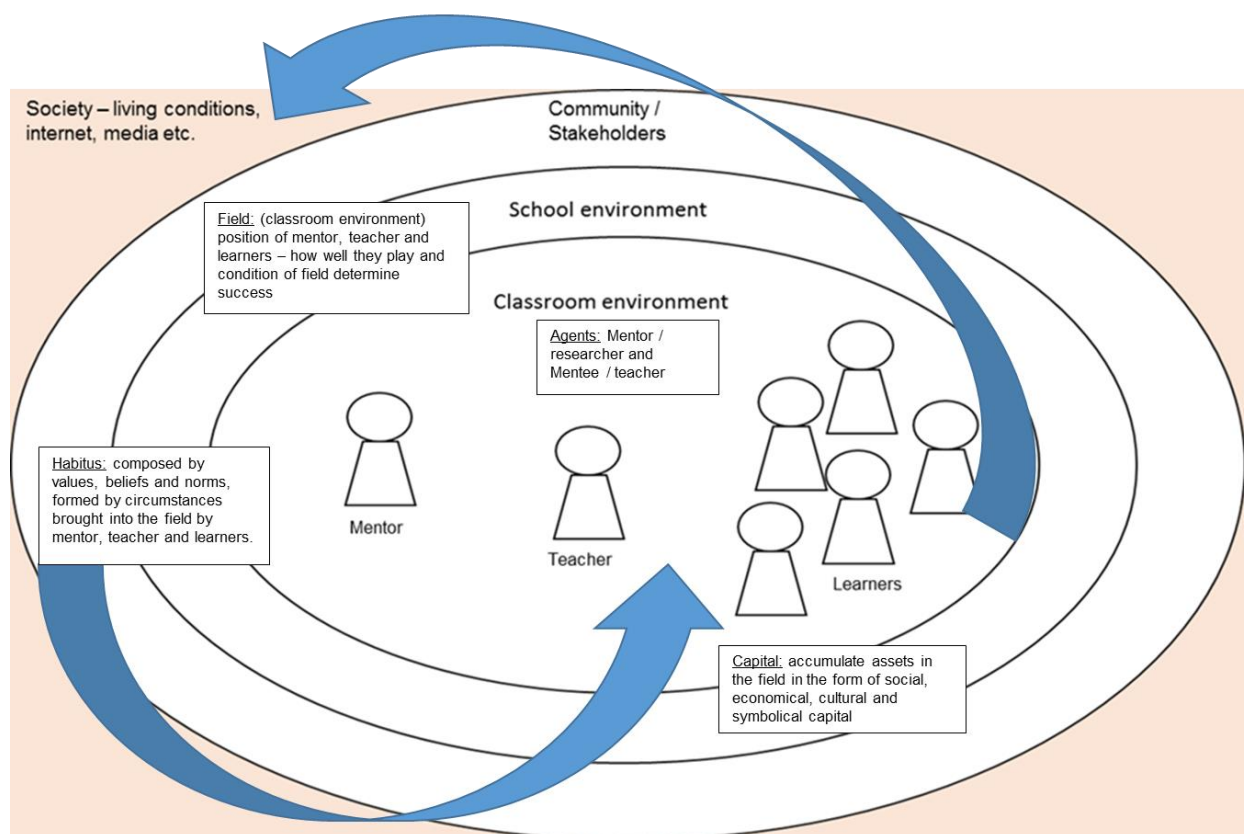 Society – living conditions,
internet, media etc.
Community /
Stakeholders
School environment
Field: (classroom environment)
position of mentor, teacher and
learners – how well they play and
condition of field determine
success
Classroom environment
Agents: Mentor /
researcher and
Mentee / teacher
Habitus: composed by
values, beliefs and norms,
formed by circumstances
brought into the field by
mentor, teacher and learners.
Mentor
Teacher
Learners
Capital: accumulate assets in
the field in the form of social,
economical, cultural and
symbolical capital